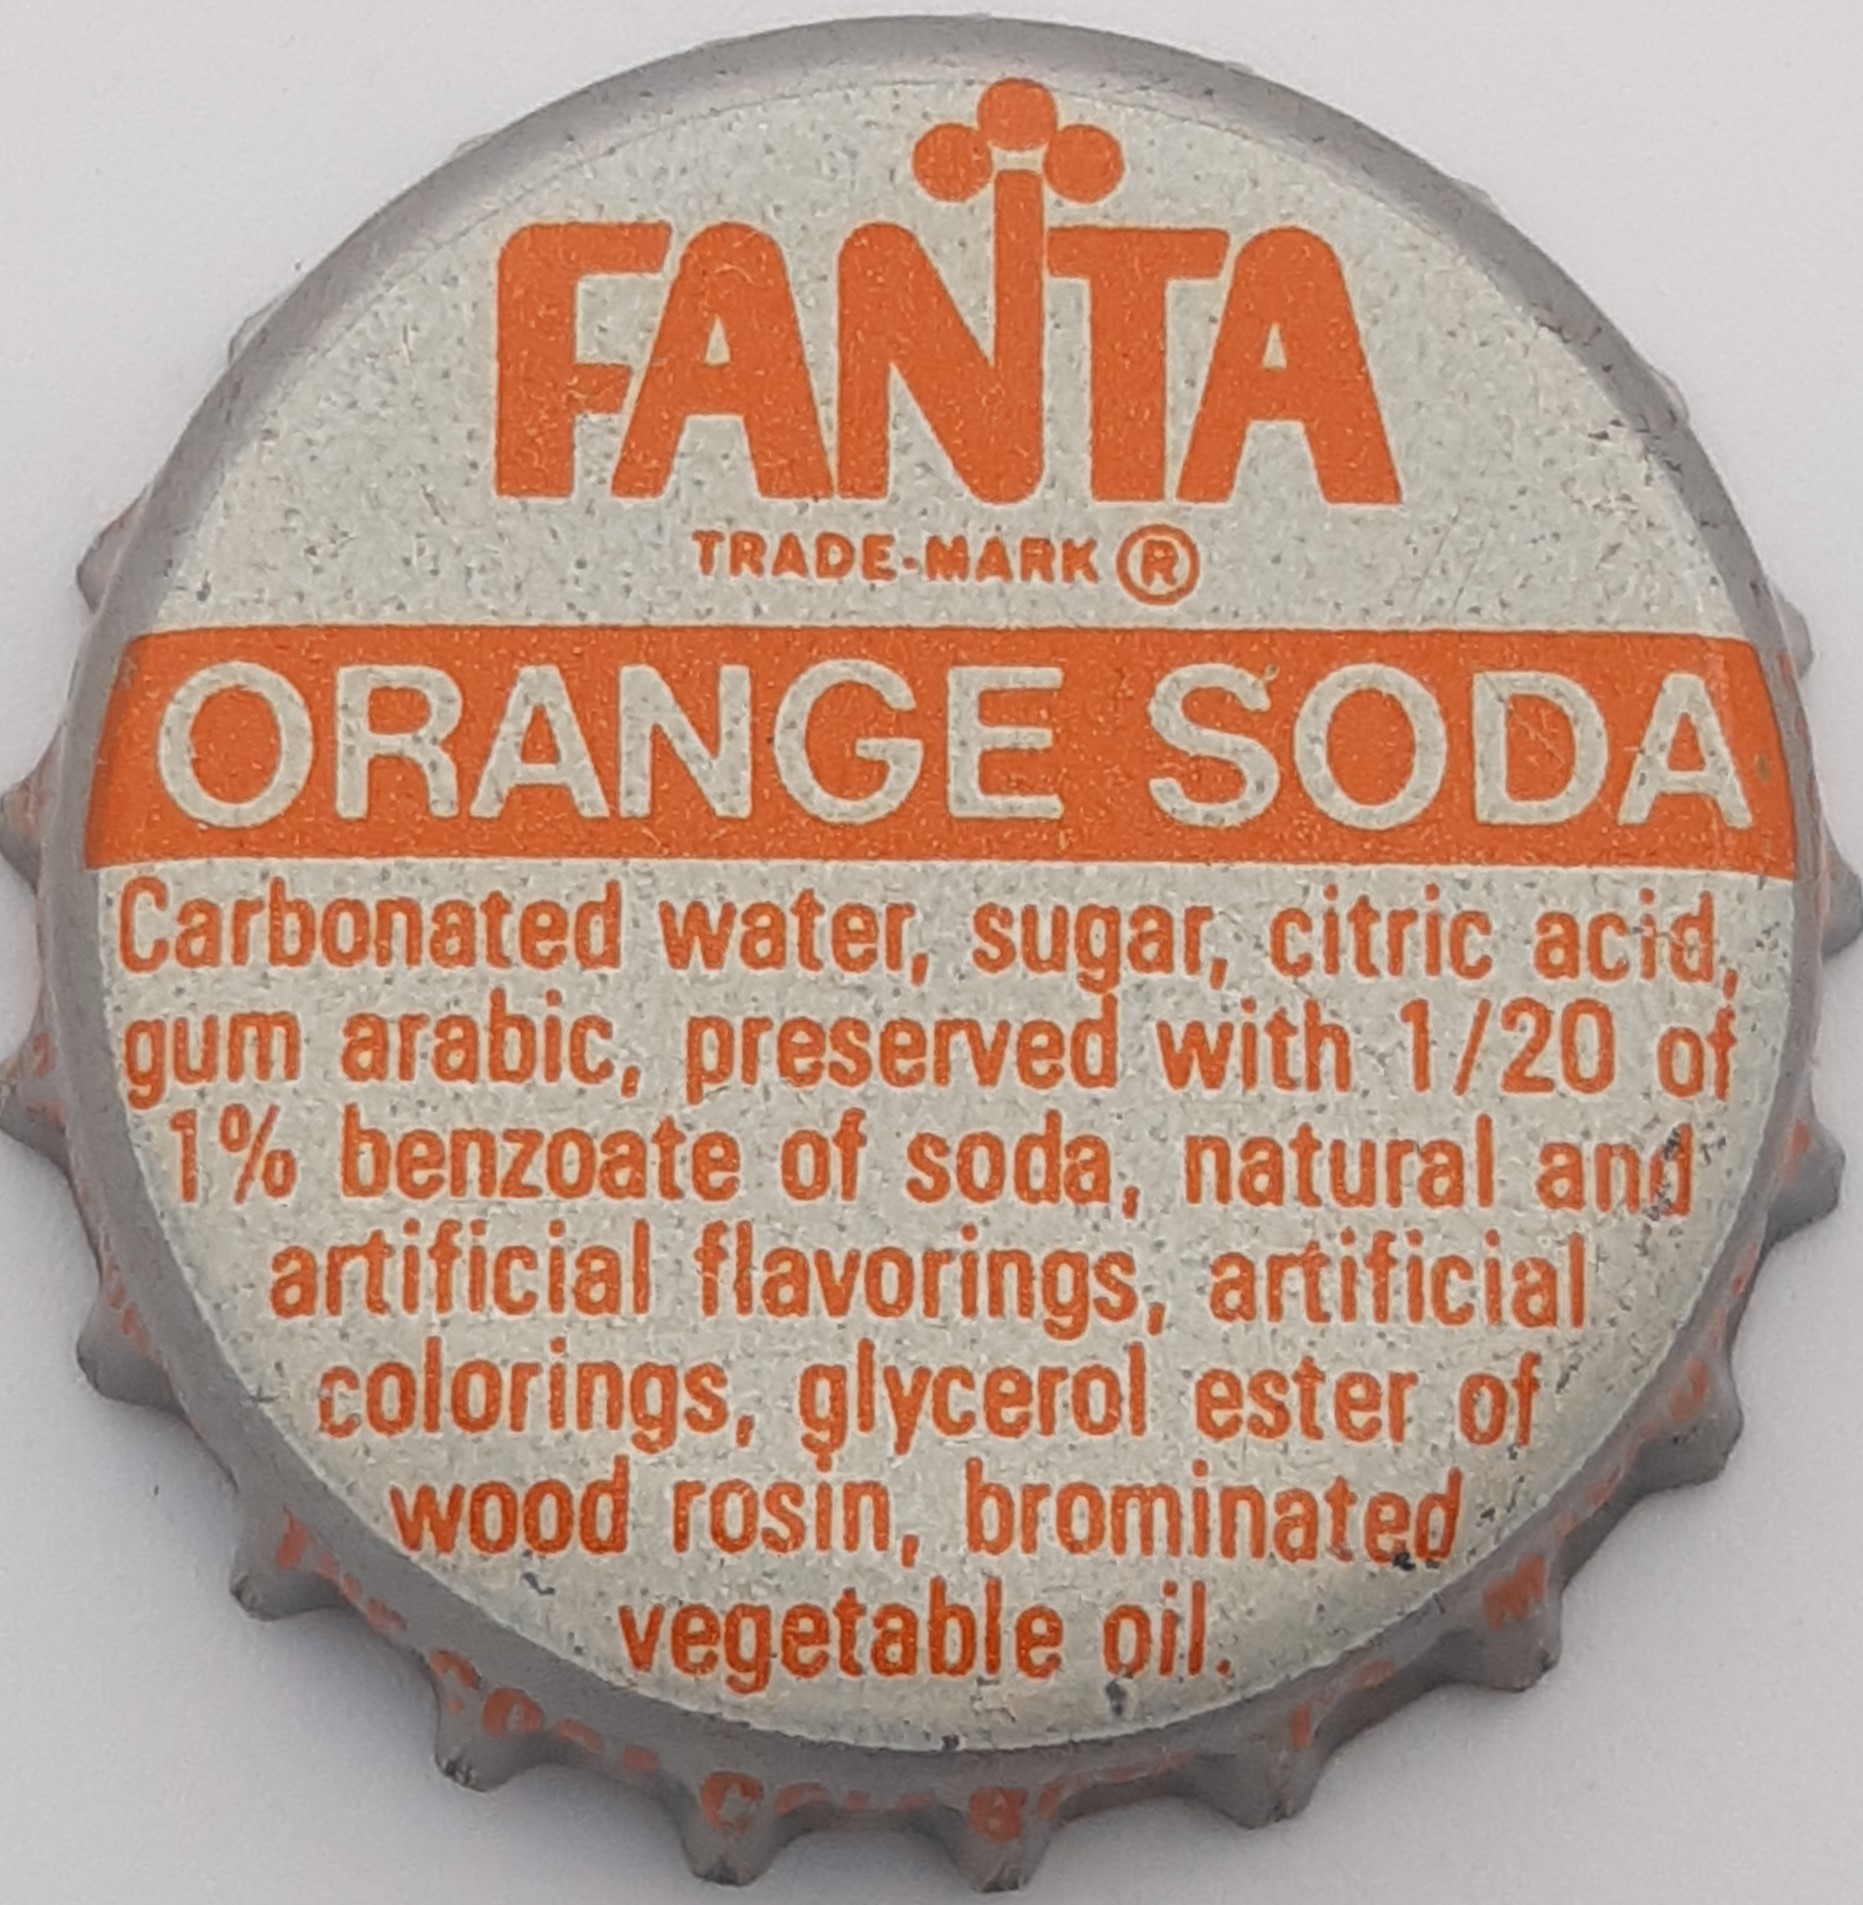 FANTA
TRADE-MARK ®
ORANGE SODA
Carbonated water, sugar, citric acid,
gum arabic, preserved with 1/20 of
1% benzoate of soda, natural and
artificial flavorings, artificial
colorings, glycerol ester of
wood rosin, brominated
vegetable oil.